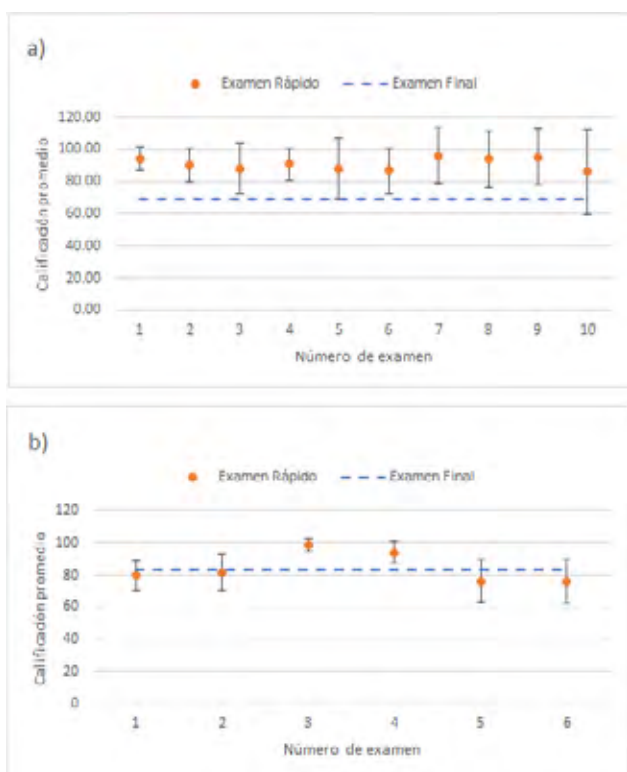 a)
Examen Rápido Examen Final
Calificación promedio
120.00
100.00
80.00
60.00
40.00
20.00
0.00
1 2 3 4 5 6 7 8 9 10
Número de examen
b)
Examen Rápido Examen Final
Calificación promedio
120
100
80
60
40
20
0
1 2 3 4 5 6
Número de examen